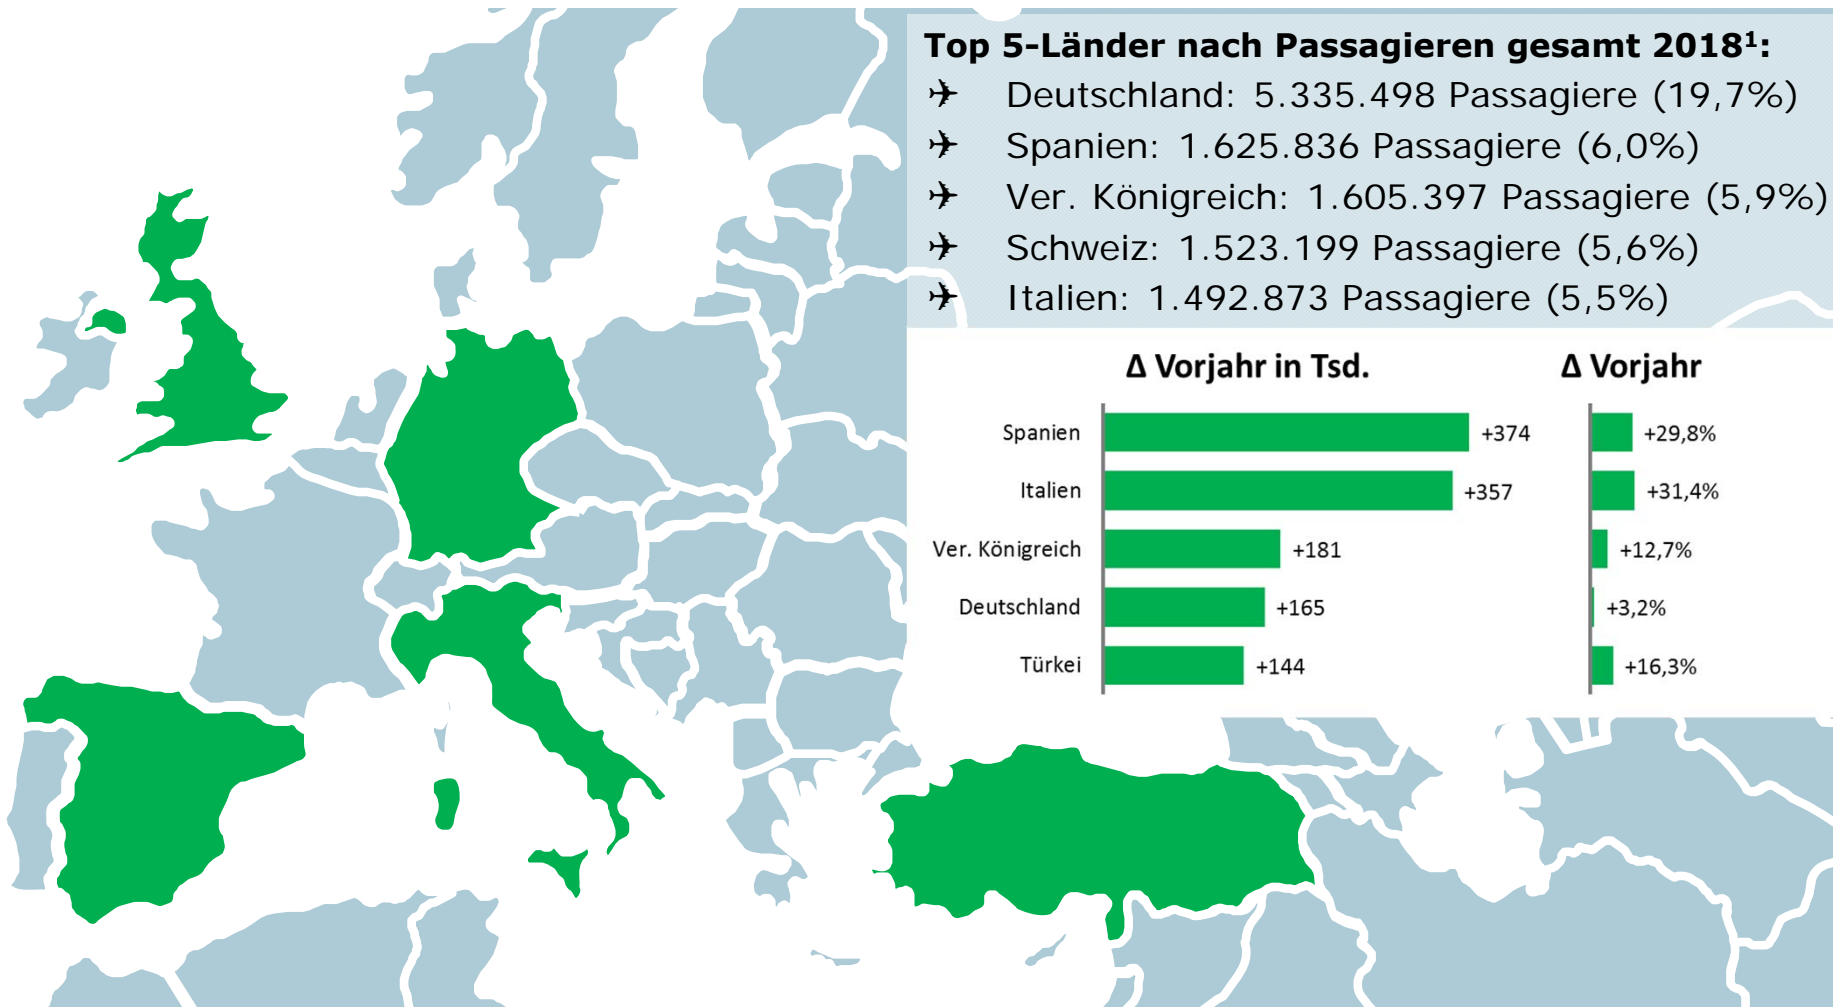 Top 5-Länder nach Passagieren gesamt 2018¹:
✈ Deutschland: 5.335.498 Passagiere (19,7%)
✈ Spanien: 1.625.836 Passagiere (6,0%)
✈ Ver. Königreich: 1.605.397 Passagiere (5,9%)
✈ Schweiz: 1.523.199 Passagiere (5,6%)
✈ Italien: 1.492.873 Passagiere (5,5%)
Δ Vorjahr in Tsd. Δ Vorjahr
Spanien +374 +29,8%
Italien +357 +31,4%
Ver. Königreich +181 +12,7%
Deutschland +165 +3,2%
Türkei +144 +16,3%